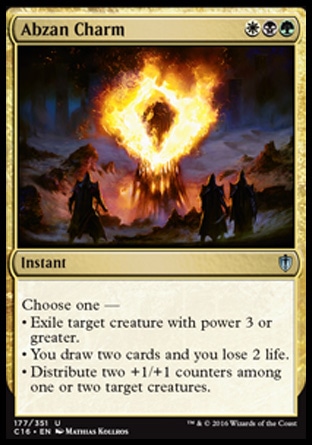 Abzan Charm
Instant
Choose one —
• Exile target creature with power 3 or
greater.
• You draw two cards and you lose 2 life.
• Distribute two +1/+1 counters among
one or two target creatures.
177/351 U
C16 • EN Mathias Kollros
™ & © 2016 Wizards of the Coast